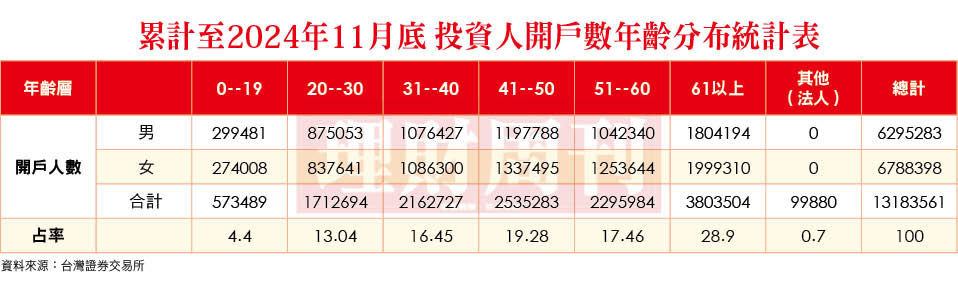 累計至2024年11月底 投資人開戶數年齡分布統計表
年齡層 0--19 20--30 31--40 41--50 51--60 61以上 其他(法人) 總計
開戶人數 男 299481 875053 1076427 1197788 1042340 1804194 0 6295283
女 274008 837641 1086300 1337495 1253644 1999310 0 6788398
合計 573489 1712694 2162727 2535283 2295984 3803504 99880 13183561
占率 4.4 13.04 16.45 19.28 17.46 28.9 0.7 100
資料來源：台灣證券交易所
理財周刊